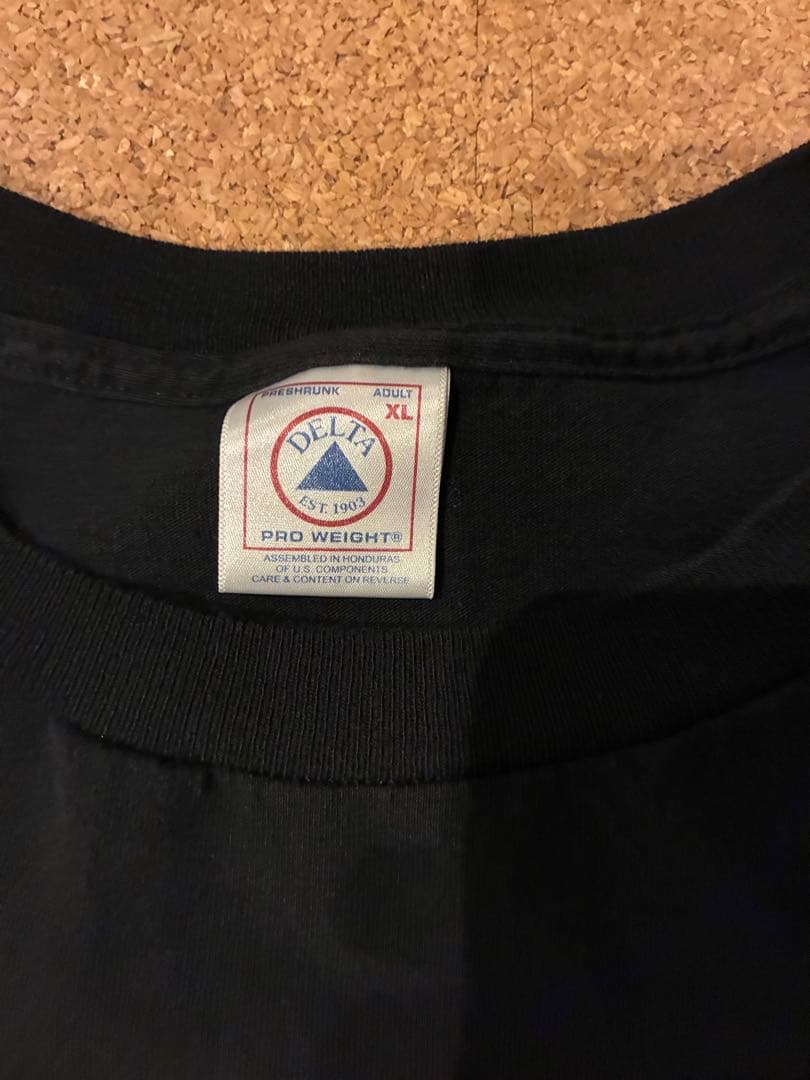 PRESHRUNK ADULT
XL
DELTA
EST. 1903
PRO WEIGHT®
ASSEMBLED IN HONDURAS
OF U.S. COMPONENTS
CARE & CONTENT ON REVERSE